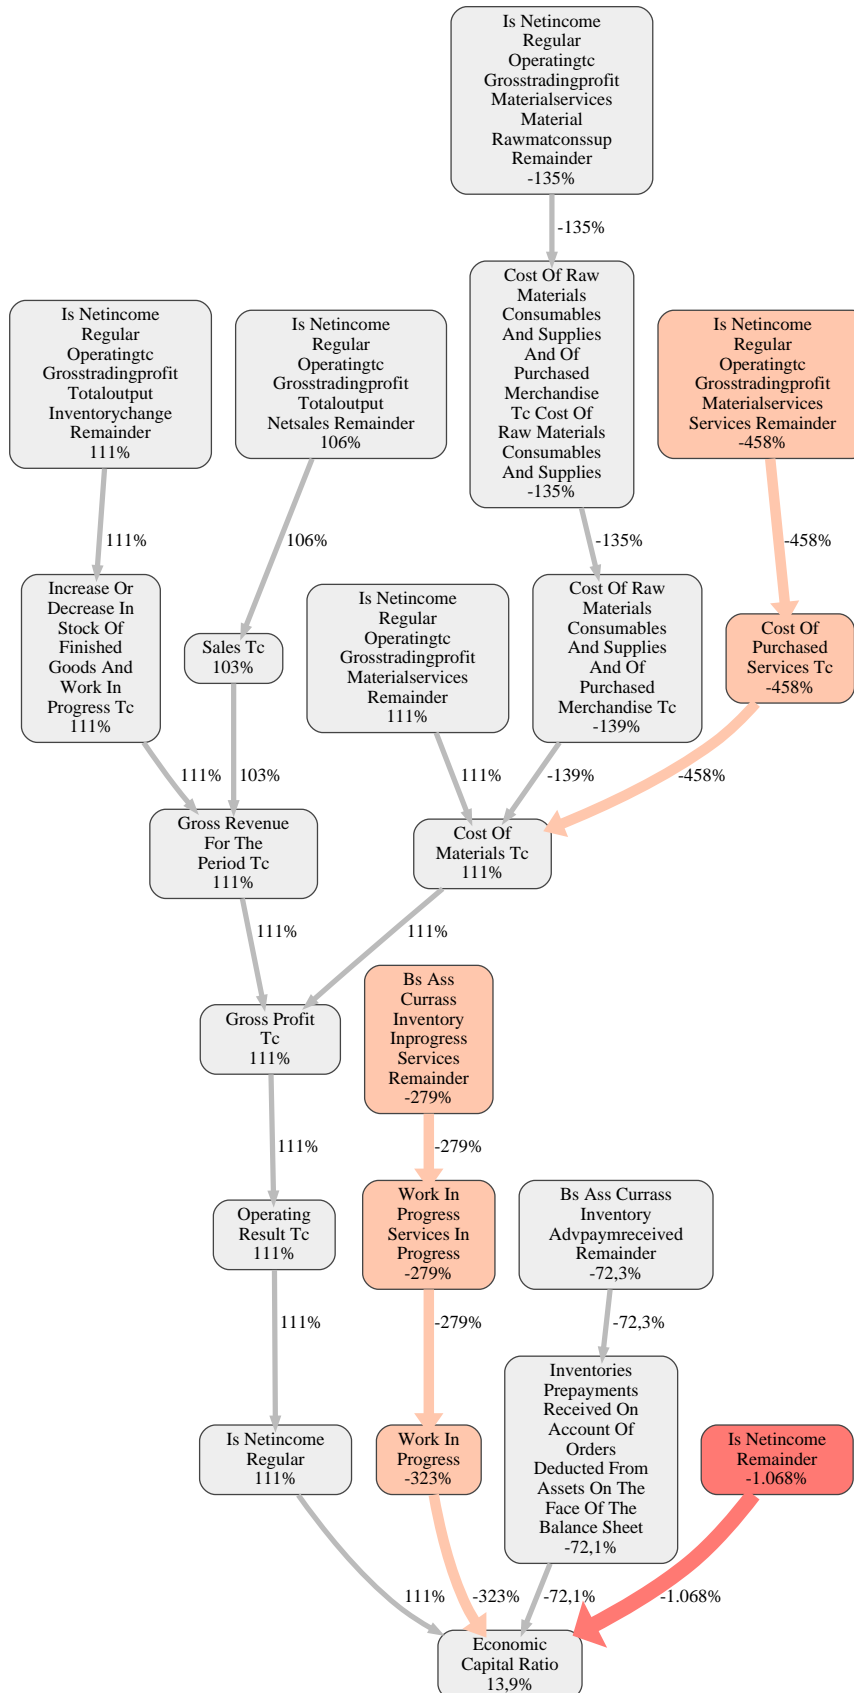 Is Netincome
Regular
Operatingtc
Grosstradingprofit
Materialservices
Material
Rawmatconssup
Remainder
-135%
-135%
Cost Of Raw
Materials
Consumables
And Supplies
And Of
Purchased
Merchandise
Tc Cost Of
Raw Materials
Consumables
And Supplies
-135%
Is Netincome
Regular
Operatingtc
Grosstradingprofit
Totaloutput
Inventorychange
Remainder
111%
Is Netincome
Regular
Operatingtc
Grosstradingprofit
Totaloutput
Netsales Remainder
106%
Is Netincome
Regular
Operatingtc
Grosstradingprofit
Materialservices
Services Remainder
-458%
111%
106%
-135%
-458%
Increase Or
Decrease In
Stock Of
Finished
Goods And
Work In
Progress Tc
111%
Sales Tc
103%
Is Netincome
Regular
Operatingtc
Grosstradingprofit
Materialservices
Remainder
111%
Cost Of Raw
Materials
Consumables
And Supplies
And Of
Purchased
Merchandise Tc
-139%
Cost Of
Purchased
Services Tc
-458%
111%
103%
111%
-139%
-458%
Gross Revenue
For The
Period Tc
111%
Cost Of
Materials Tc
111%
111%
111%
Gross Profit
Tc
111%
Bs Ass
Currass
Inventory
Inprogress
Services
Remainder
-279%
111%
-279%
Operating
Result Tc
111%
Work In
Progress
Services In
Progress
-279%
Bs Ass Currass
Inventory
Advpaymreceived
Remainder
-72,3%
111%
-279%
-72,3%
Is Netincome
Regular
111%
Work In
Progress
-323%
Inventories
Prepayments
Received On
Account Of
Orders
Deducted From
Assets On The
Face Of The
Balance Sheet
-72,1%
Is Netincome
Remainder
-1.068%
111%
-323%
-72,1%
-1.068%
Economic
Capital Ratio
13,9%